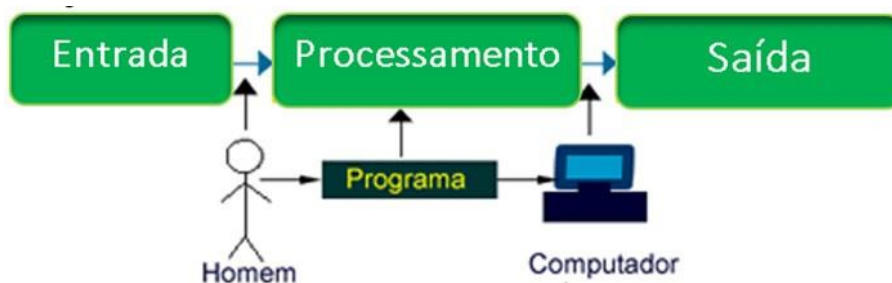 Entrada
Processamento
Saída
Programa
Homem
Computador